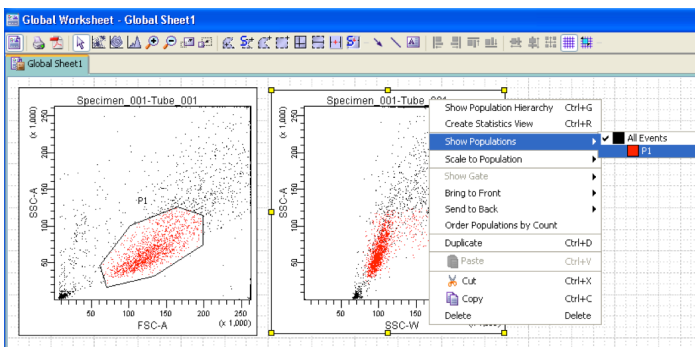 Global Worksheet - Global Sheet1
Global Sheet1
Specimen_001-Tube_001
SSC-A
(x 1,000)
50 100 150 200 250
P1
50 100 150 200 250
FSC-A
(x 1,000)
Specimen_001-Tube_001
SSC-A
(x 1,000)
50 100 150 200 250
50 100 150
SSC-W
Show Population Hierarchy Ctrl+G
Create Statistics View Ctrl+R
Show Populations
Scale to Population
Show Gate
Bring to Front
Send to Back
Order Populations by Count
Duplicate Ctrl+D
Paste Ctrl+V
Cut Ctrl+X
Copy Ctrl+C
Delete Delete
All Events
P1